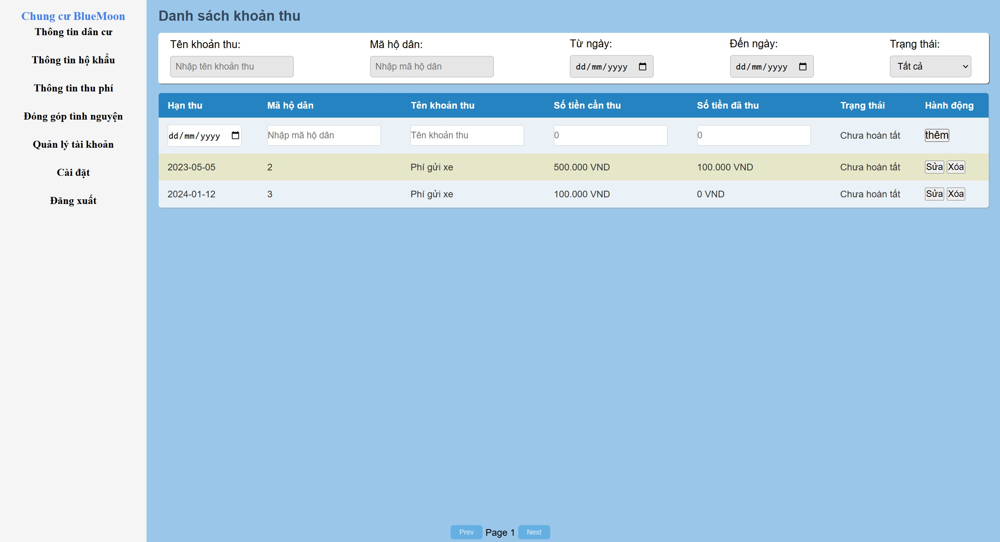 Chung cư BlueMoon
Thông tin dân cư
Thông tin hộ khẩu
Thông tin thu phí
Đóng góp tình nguyện
Quản lý tài khoản
Cài đặt
Đăng xuất
Danh sách khoản thu
Tên khoản thu: Mã hộ dân: Từ ngày: Đến ngày: Trạng thái:
Nhập tên khoản thu Nhập mã hộ dân dd/mm/yyyy dd/mm/yyyy Tất cả
Hạn thu Mã hộ dân Tên khoản thu Số tiền cần thu Số tiền đã thu Trạng thái Hành động
dd/mm/yyyy Nhập mã hộ dân Tên khoản thu 0 0 Chưa hoàn tất thêm
2023-05-05 2 Phí gửi xe 500.000 VND 100.000 VND Chưa hoàn tất Sửa Xóa
2024-01-12 3 Phí gửi xe 100.000 VND 0 VND Chưa hoàn tất Sửa Xóa
Prev Page 1 Next